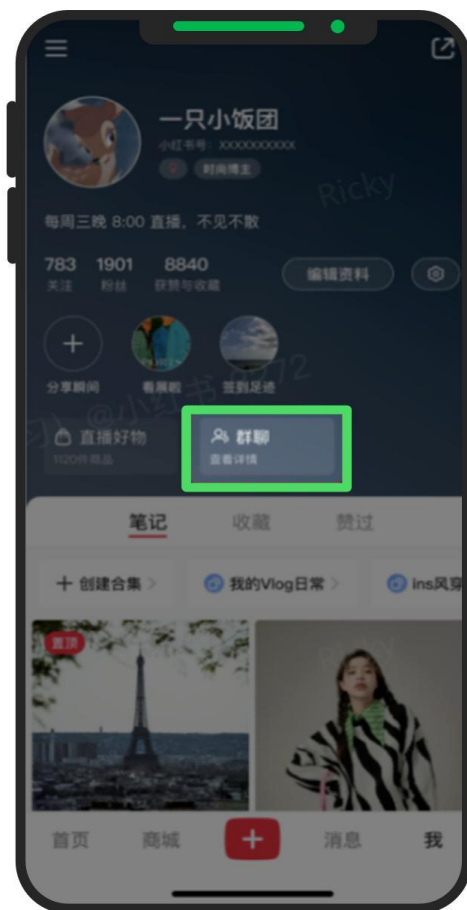 一只小饭团
小红书号: XXXXXXXXXX
时尚博主
Ricky
每周三晚 8:00 直播，不见不散
783 1901 8840
关注 粉丝 获赞与收藏
编辑资料
分享瞬间 看展啦 签到足迹
直播好物 群聊
1120件商品 查看详情
笔记 收藏 赞过
创建合集 我的Vlog日常 ins风穿
置顶
首页 商城 消息 我